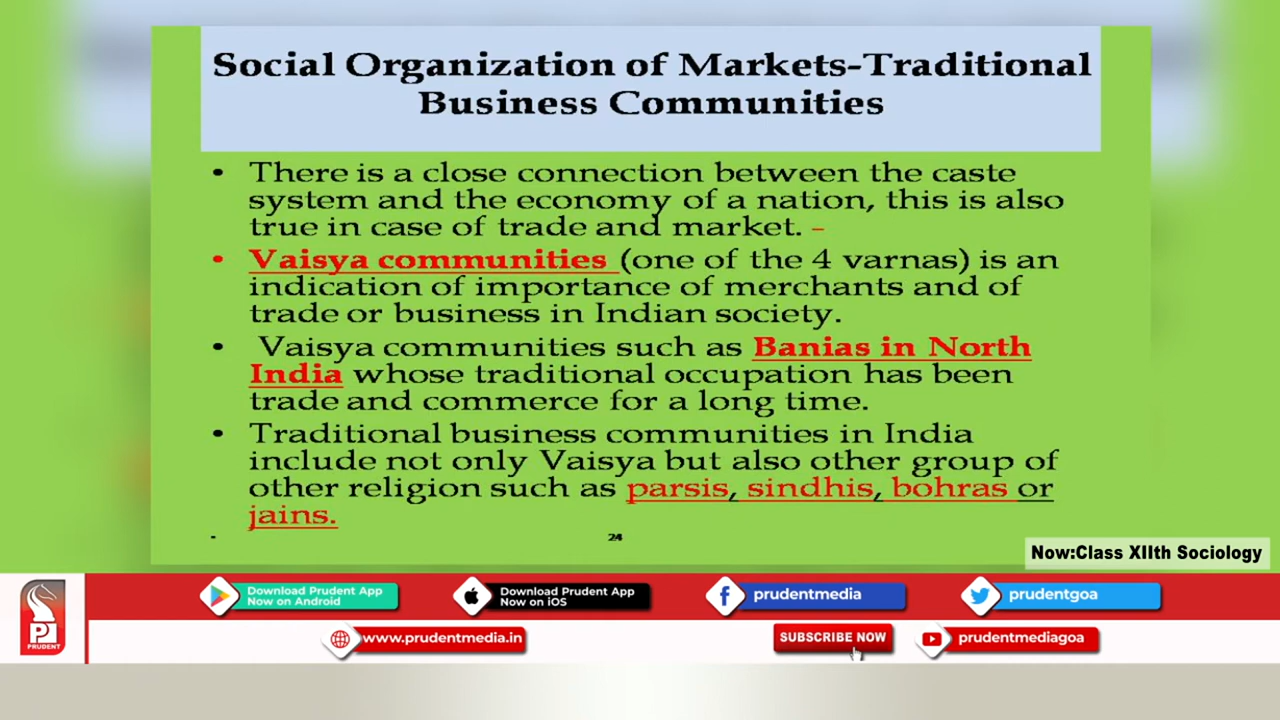 Social Organization of Markets-Traditional
Business Communities
• There is a close connection between the caste
system and the economy of a nation, this is also
true in case of trade and market. –
• Vaisya communities (one of the 4 varnas) is an
indication of importance of merchants and of
trade or business in Indian society.
• Vaisya communities such as Banias in North
India whose traditional occupation has been
trade and commerce for a long time.
• Traditional business communities in India
include not only Vaisya but also other group of
other religion such as parsis, sindhis, bohras or
jains.
- 24
Now:Class XIIth Sociology
Download Prudent App
Now on Android
Download Prudent App
Now on iOS
prudentmedia
prudentgoa
PRUDENT
www.prudentmedia.in
SUBSCRIBE NOW
prudentmediagoa